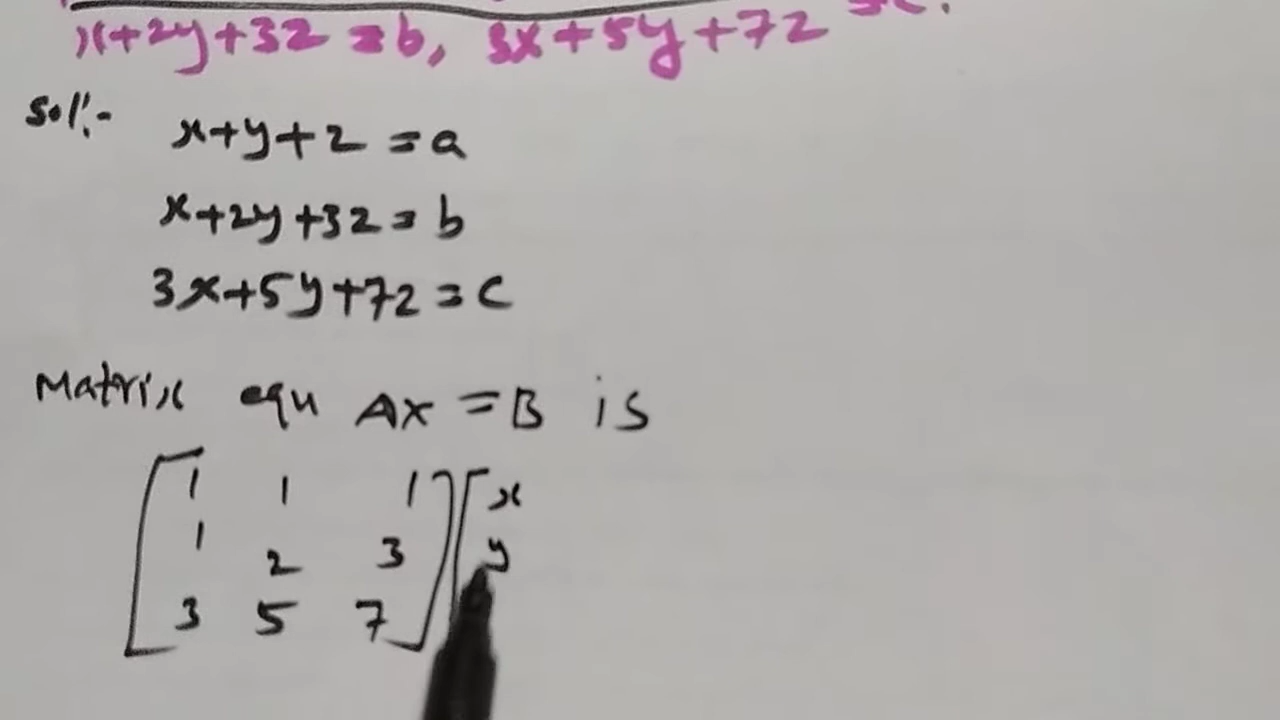 x+2y+3z = b, 3x+5y+7z = c.
Sol:-
x+y+z = a
x+2y+3z = b
3x+5y+7z = c
Matrix equ AX = B is
1 1 1 x
1 2 3 y
3 5 7